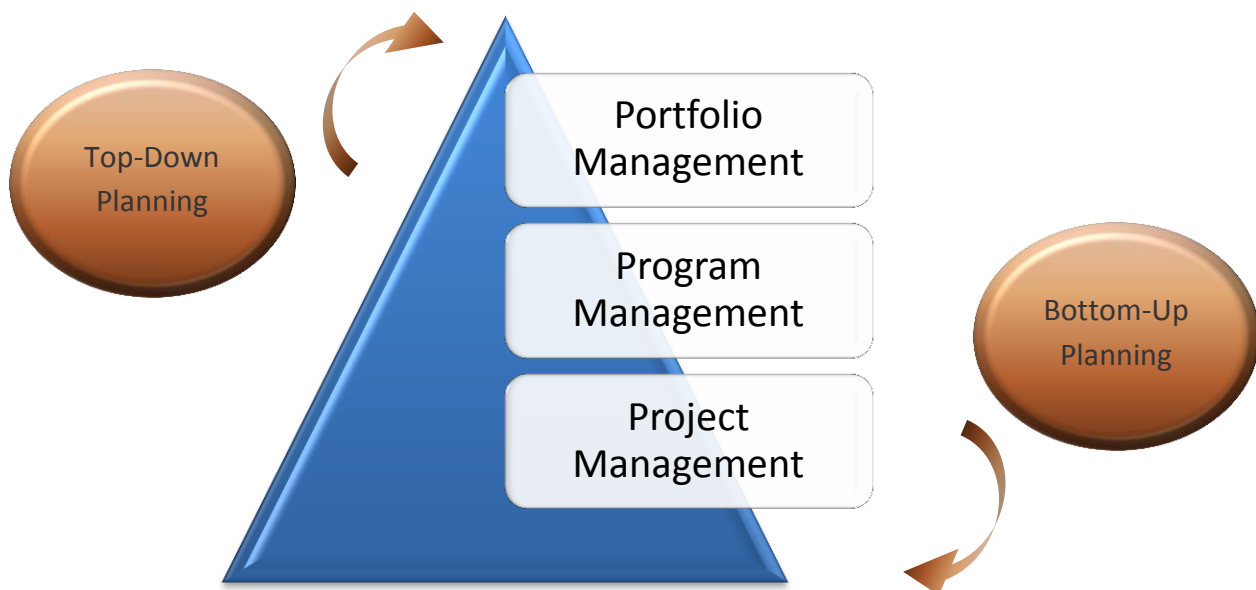 Top-Down
Planning
Portfolio
Management
Program
Management
Bottom-Up
Planning
Project
Management